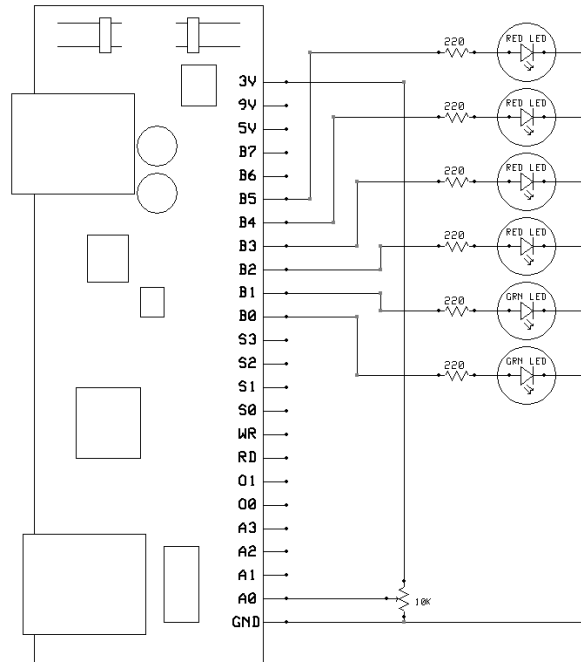 220 RED LED
3V
220 RED LED
9V
5V
B7
220 RED LED
B6
B5
B4
220 RED LED
B3
B2
B1
220 GRN LED
B0
S3
220 GRN LED
S2
S1
S0
WR
RD
O1
O0
A3
A2
A1
A0
10K
GND